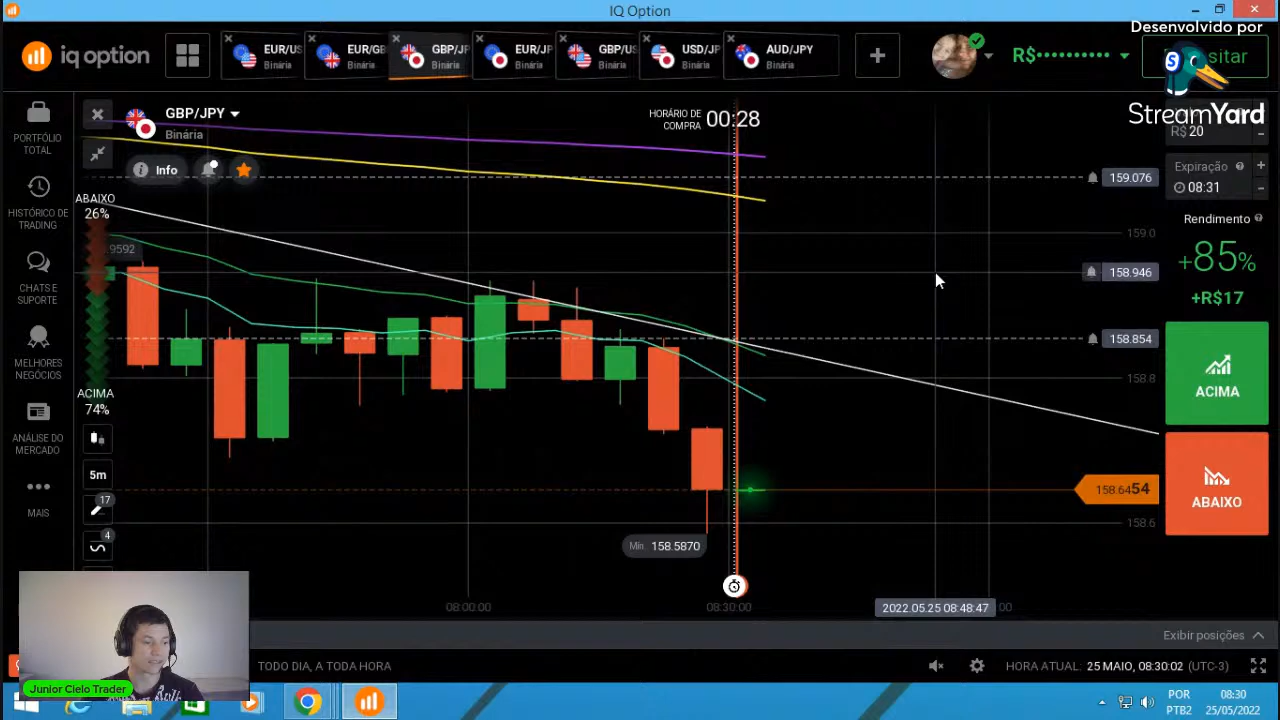 IQ Option
Desenvolvido por
StreamYard
iq option
EUR/US
Binária
EUR/GB
Binária
GBP/JP
Binária
EUR/JP
Binária
GBP/US
Binária
USD/JP
Binária
AUD/JPY
Binária
R$••••••••••
sitar
PORTFÓLIO
TOTAL
HISTÓRICO DE
TRADING
CHATS E
SUPORTE
MELHORES
NEGÓCIOS
ANÁLISE DO
MERCADO
MAIS
GBP/JPY
Binária
Info
HORÁRIO DE
COMPRA
00:28
ABAIXO
26%
9592
ACIMA
74%
5m
17
4
159.076
159.0
158.946
158.854
158.8
158.6454
158.6
Min 158.5870
08:00:00
08:30:00
2022.05.25 08:48:47
00
R$ 20
Expiração
08:31
Rendimento
+85%
+R$17
ACIMA
ABAIXO
Exibir posições
TODO DIA, A TODA HORA
HORA ATUAL: 25 MAIO, 08:30:02 (UTC-3)
Junior Cielo Trader
POR
PTB2
08:30
25/05/2022